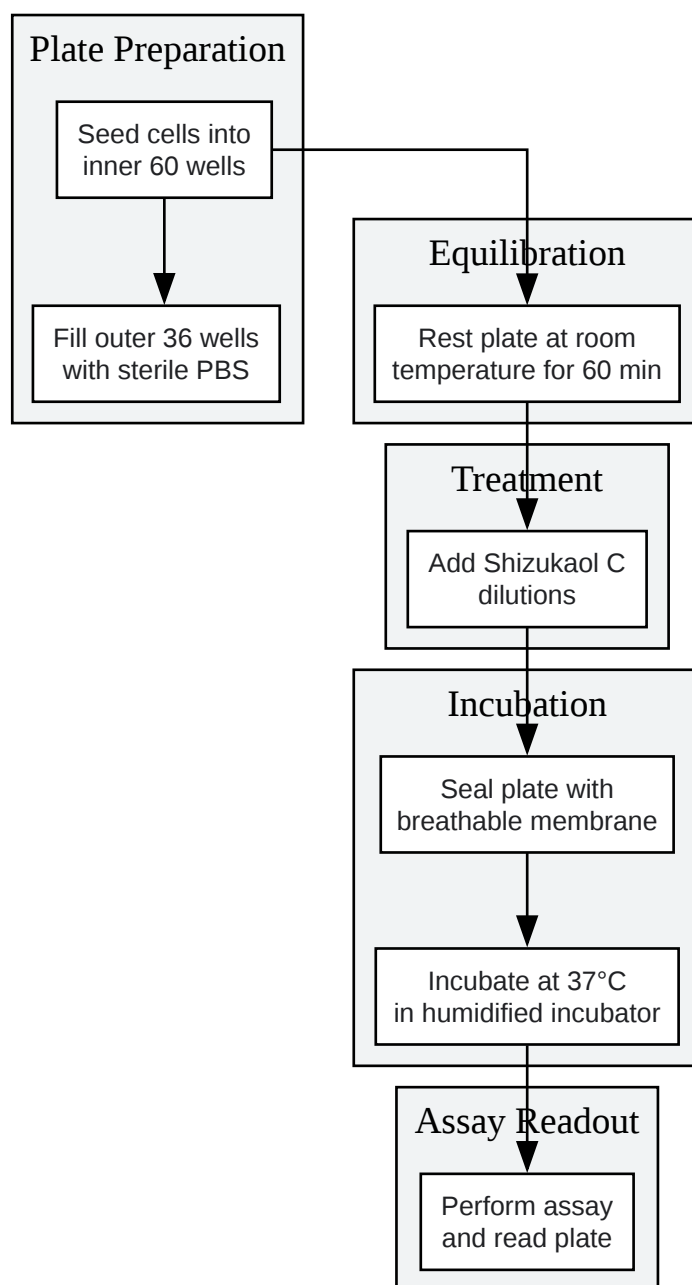 Plate Preparation
Seed cells into
inner 60 wells
Fill outer 36 wells
with sterile PBS
Equilibration
Rest plate at room
temperature for 60 min
Treatment
Add Shizukaol C
dilutions
Incubation
Seal plate with
breathable membrane
Incubate at 37°C
in humidified incubator
Assay Readout
Perform assay
and read plate